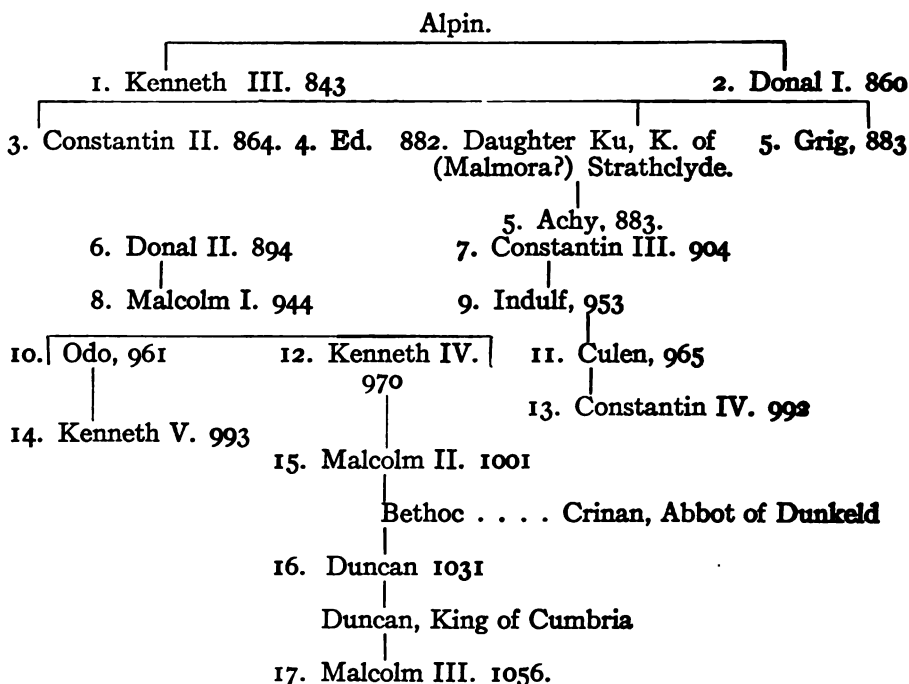 Alpin.
1. Kenneth III. 843 2. Donal I. 860
3. Constantin II. 864. 4. Ed. 882. Daughter Ku, K. of 5. Grig, 883
(Malmora?) Strathclyde.
5. Achy, 883.
6. Donal II. 894 7. Constantin III. 904
8. Malcolm I. 944 9. Indulf, 953
10. Odo, 961 12. Kenneth IV. 11. Culen, 965
970
13. Constantin IV. 992
14. Kenneth V. 993
15. Malcolm II. 1001
Bethoc . . . . Crinan, Abbot of Dunkeld
16. Duncan 1031
Duncan, King of Cumbria
17. Malcolm III. 1056.